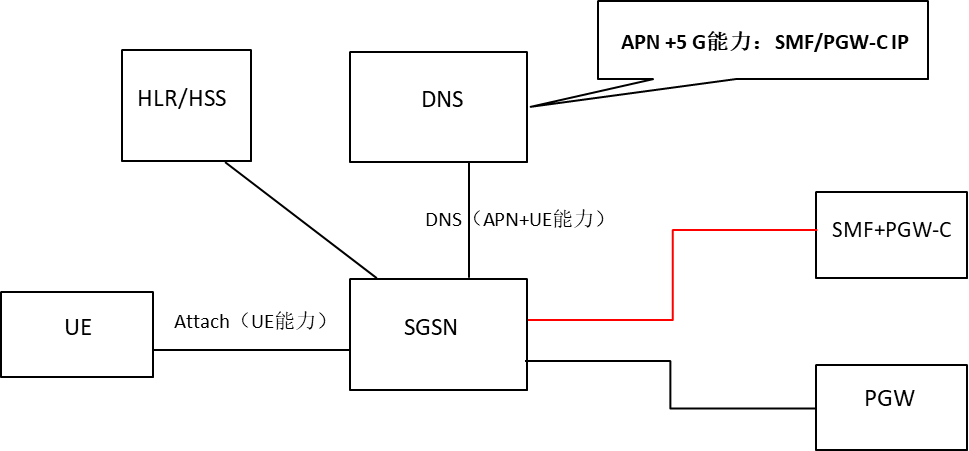 APN +5 G能力：SMF/PGW-C IP
HLR/HSS
DNS
DNS（APN+UE能力）
SMF+PGW-C
UE
Attach（UE能力）
SGSN
PGW